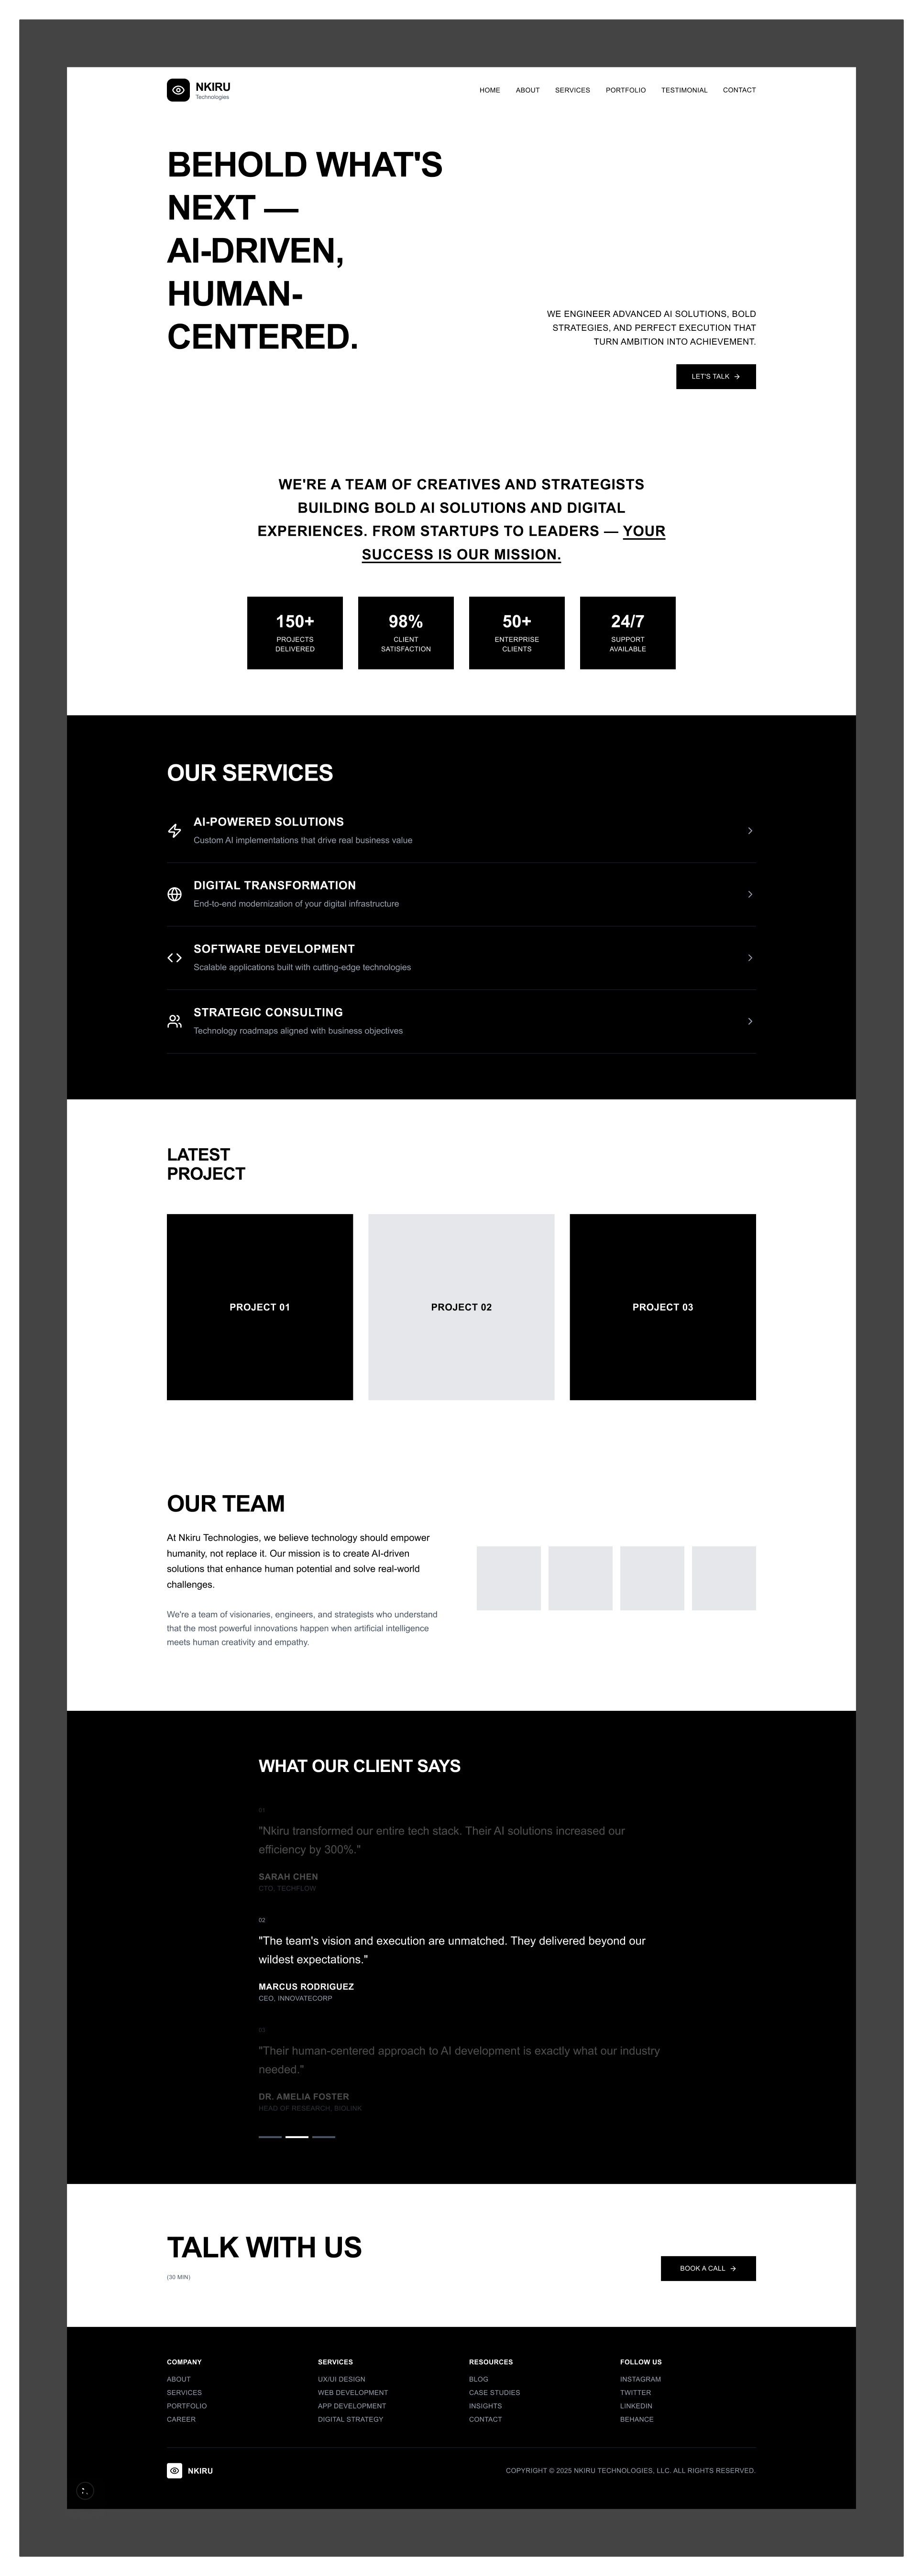 NKIRU
Technologies
HOME
ABOUT
SERVICES
PORTFOLIO
TESTIMONIAL
CONTACT
BEHOLD WHAT'S
NEXT —
AI-DRIVEN,
HUMAN-
CENTERED.
WE ENGINEER ADVANCED AI SOLUTIONS, BOLD
STRATEGIES, AND PERFECT EXECUTION THAT
TURN AMBITION INTO ACHIEVEMENT.
LET'S TALK →
WE'RE A TEAM OF CREATIVES AND STRATEGISTS
BUILDING BOLD AI SOLUTIONS AND DIGITAL
EXPERIENCES. FROM STARTUPS TO LEADERS — YOUR
SUCCESS IS OUR MISSION.
150+
PROJECTS
DELIVERED
98%
CLIENT
SATISFACTION
50+
ENTERPRISE
CLIENTS
24/7
SUPPORT
AVAILABLE
OUR SERVICES
AI-POWERED SOLUTIONS
Custom AI implementations that drive real business value
DIGITAL TRANSFORMATION
End-to-end modernization of your digital infrastructure
SOFTWARE DEVELOPMENT
Scalable applications built with cutting-edge technologies
STRATEGIC CONSULTING
Technology roadmaps aligned with business objectives
LATEST
PROJECT
PROJECT 01
PROJECT 02
PROJECT 03
OUR TEAM
At Nkiru Technologies, we believe technology should empower
humanity, not replace it. Our mission is to create AI-driven
solutions that enhance human potential and solve real-world
challenges.
We're a team of visionaries, engineers, and strategists who understand
that the most powerful innovations happen when artificial intelligence
meets human creativity and empathy.
WHAT OUR CLIENT SAYS
01
"Nkiru transformed our entire tech stack. Their AI solutions increased our
efficiency by 300%."
SARAH CHEN
CTO, TECHFLOW
02
"The team's vision and execution are unmatched. They delivered beyond our
wildest expectations."
MARCUS RODRIGUEZ
CEO, INNOVATECORP
03
"Their human-centered approach to AI development is exactly what our industry
needed."
DR. AMELIA FOSTER
HEAD OF RESEARCH, BIOLINK
TALK WITH US
(30 MIN)
BOOK A CALL →
COMPANY
ABOUT
SERVICES
PORTFOLIO
CAREER
SERVICES
UX/UI DESIGN
WEB DEVELOPMENT
APP DEVELOPMENT
DIGITAL STRATEGY
RESOURCES
BLOG
CASE STUDIES
INSIGHTS
CONTACT
FOLLOW US
INSTAGRAM
TWITTER
LINKEDIN
BEHANCE
NKIRU
COPYRIGHT © 2025 NKIRU TECHNOLOGIES, LLC. ALL RIGHTS RESERVED.